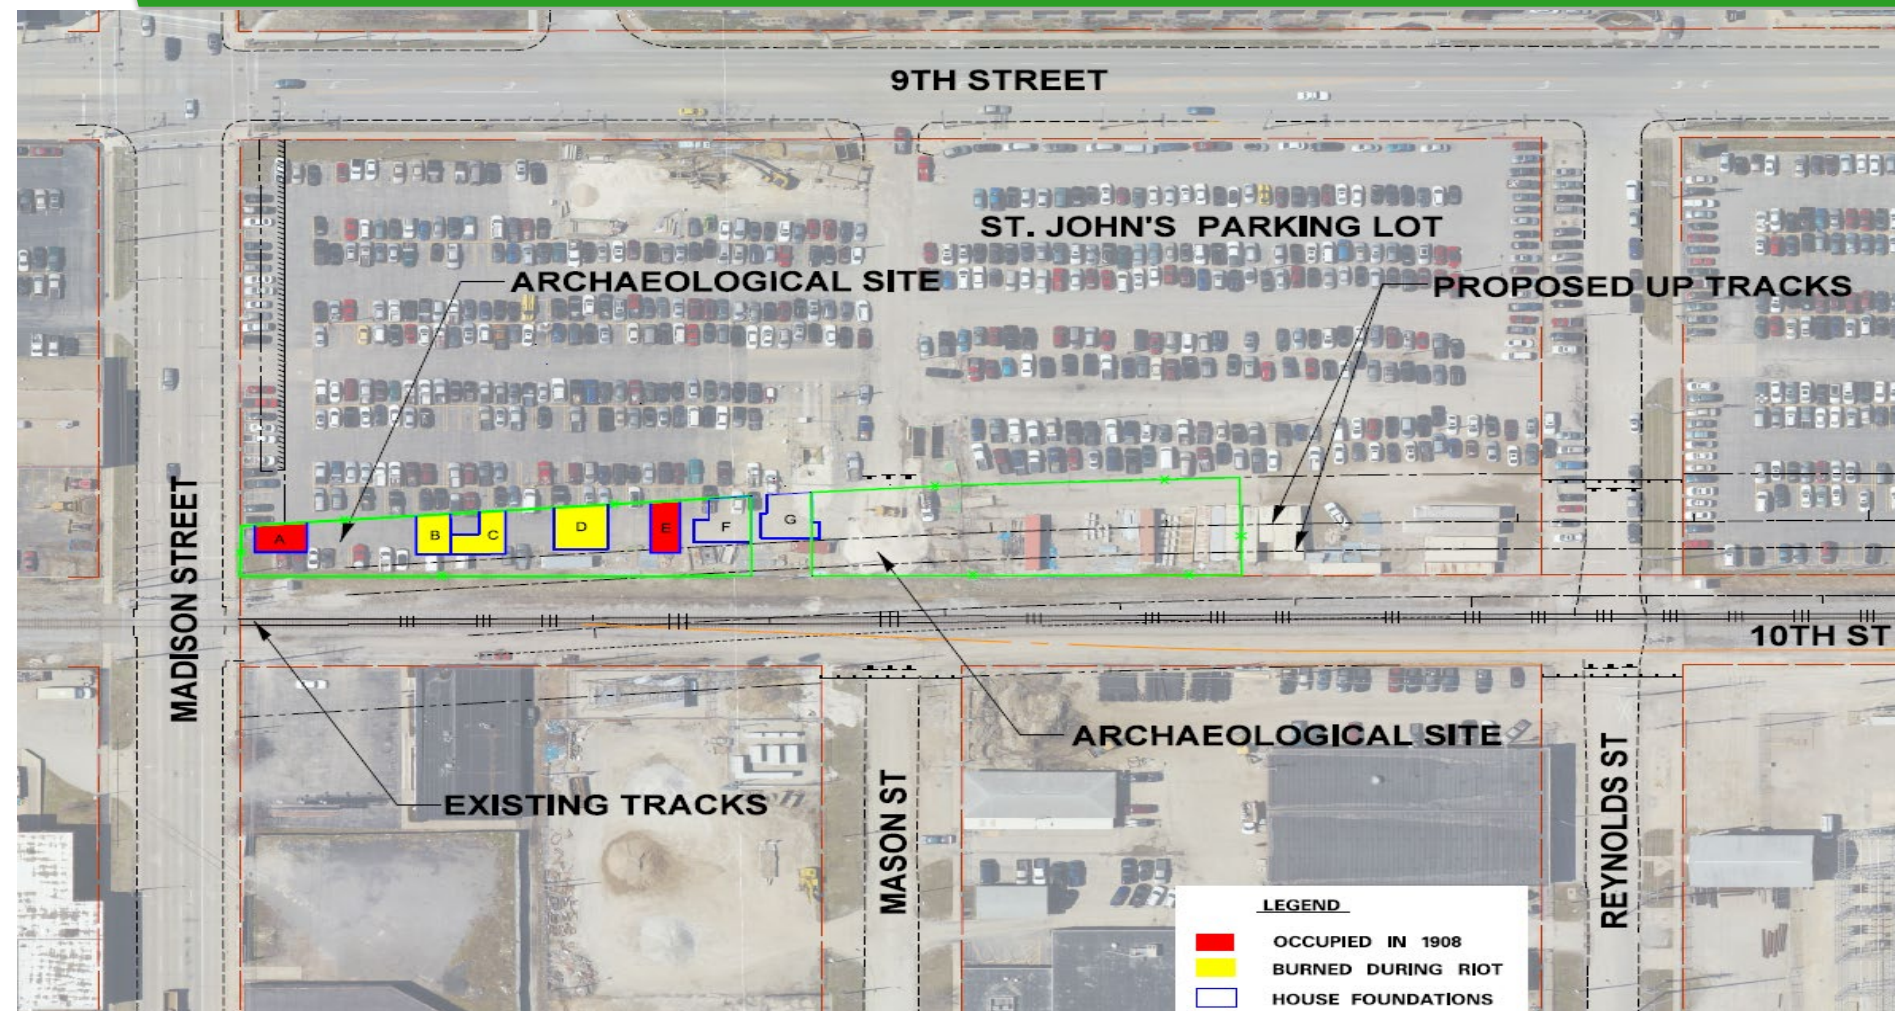 9TH STREET
ST. JOHN'S PARKING LOT
ARCHAEOLOGICAL SITE
PROPOSED UP TRACKS
MADISON STREET
A
B
C
D
E
F
G
10TH ST
ARCHAEOLOGICAL SITE
EXISTING TRACKS
MASON ST
REYNOLDS ST
LEGEND
OCCUPIED IN 1908
BURNED DURING RIOT
HOUSE FOUNDATIONS